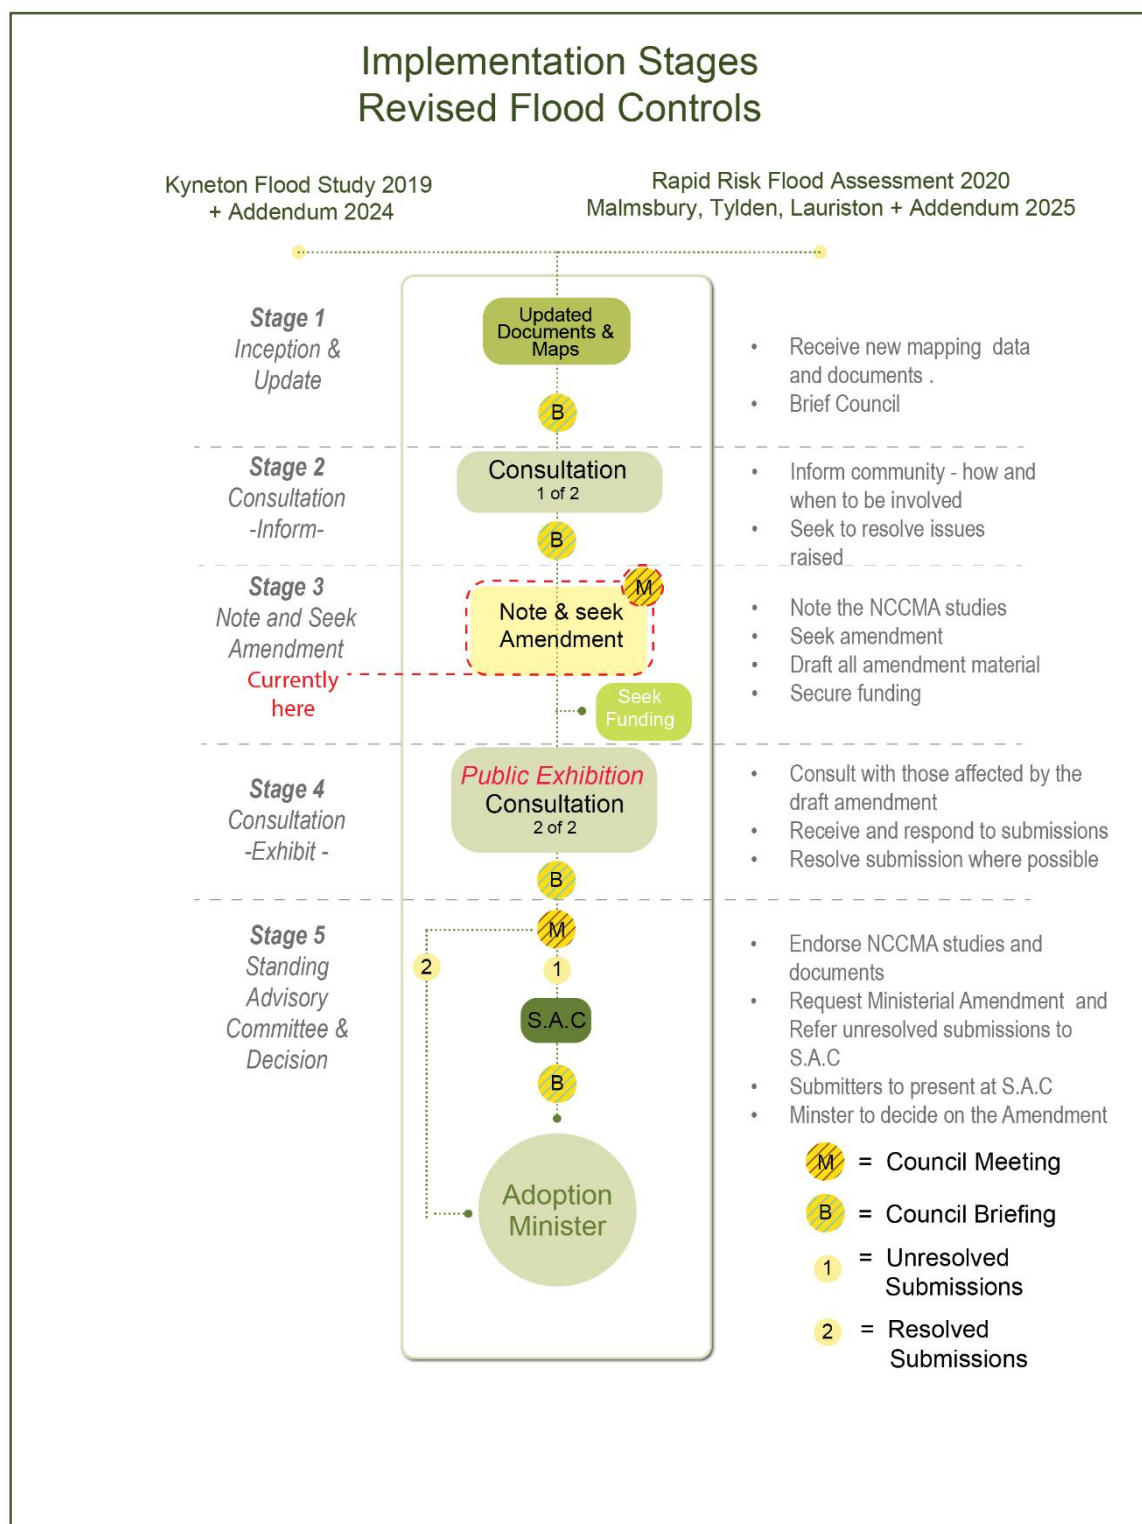 Implementation Stages
Revised Flood Controls
Kyneton Flood Study 2019
+ Addendum 2024
Rapid Risk Flood Assessment 2020
Malmsbury, Tylden, Lauriston + Addendum 2025
Stage 1
Inception &
Update
Updated
Documents &
Maps
B
• Receive new mapping data
and documents .
• Brief Council
Stage 2
Consultation
-Inform-
Consultation
1 of 2
B
• Inform community - how and
when to be involved
• Seek to resolve issues
raised
Stage 3
Note and Seek
Amendment
Currently
here
M
Note & seek
Amendment
Seek
Funding
• Note the NCCMA studies
• Seek amendment
• Draft all amendment material
• Secure funding
Stage 4
Consultation
-Exhibit -
Public Exhibition
Consultation
2 of 2
B
• Consult with those affected by the
draft amendment
• Receive and respond to submissions
• Resolve submission where possible
Stage 5
Standing
Advisory
Committee &
Decision
M
2
1
S.A.C
B
Adoption
Minister
• Endorse NCCMA studies and
documents
• Request Ministerial Amendment and
Refer unresolved submissions to
S.A.C
• Submitters to present at S.A.C
• Minster to decide on the Amendment
M = Council Meeting
B = Council Briefing
1 = Unresolved
Submissions
2 = Resolved
Submissions